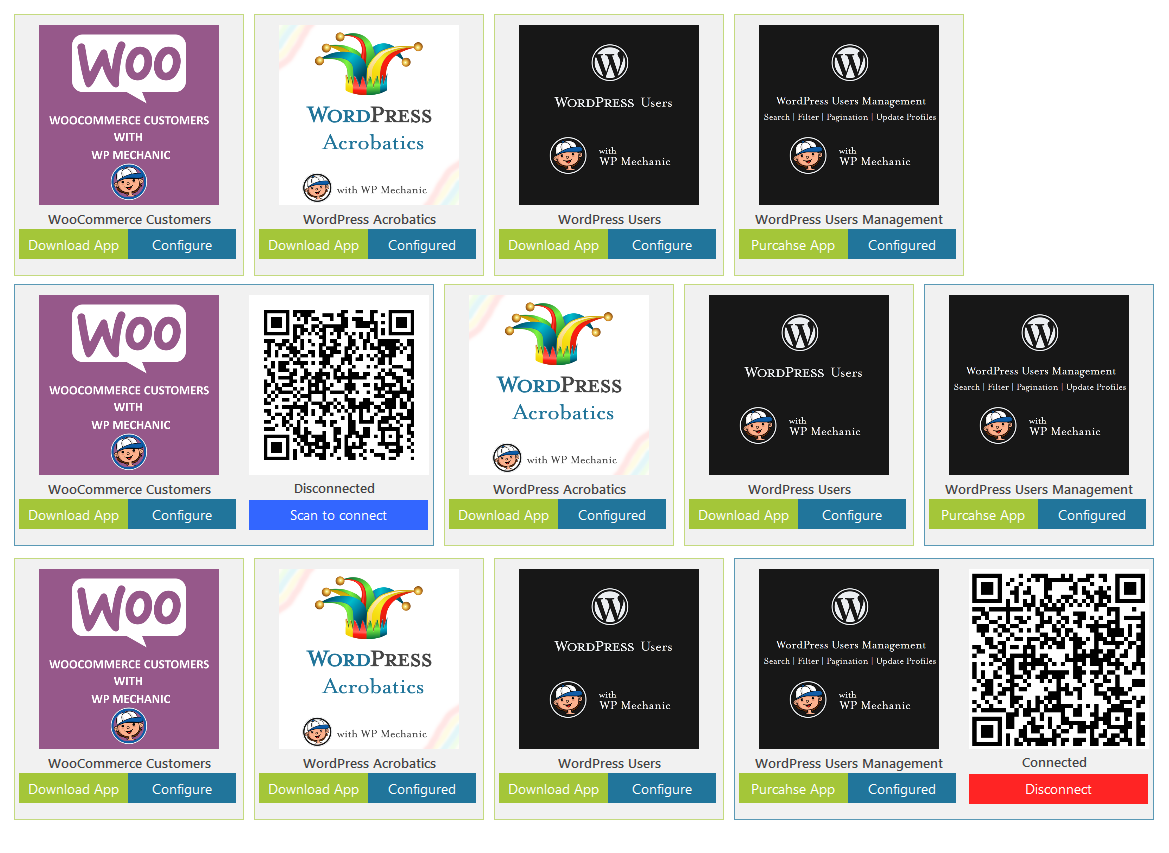 WOO
WOOCOMMERCE CUSTOMERS
WITH
WP MECHANIC
WooCommerce Customers
Download App Configure
WORDPRESS
Acrobatics
with WP Mechanic
WordPress Acrobatics
Download App Configured
WORDPRESS Users
with
WP Mechanic
WordPress Users
Download App Configure
WordPress Users Management
Search | Filter | Pagination | Update Profiles
with
WP Mechanic
WordPress Users Management
Purcahse App Configured
WOO
WOOCOMMERCE CUSTOMERS
WITH
WP MECHANIC
WooCommerce Customers
Download App Configure
Disconnected
Scan to connect
WORDPRESS
Acrobatics
with WP Mechanic
WordPress Acrobatics
Download App Configured
WORDPRESS Users
with
WP Mechanic
WordPress Users
Download App Configure
WordPress Users Management
Search | Filter | Pagination | Update Profiles
with
WP Mechanic
WordPress Users Management
Purcahse App Configured
WOO
WOOCOMMERCE CUSTOMERS
WITH
WP MECHANIC
WooCommerce Customers
Download App Configure
WORDPRESS
Acrobatics
with WP Mechanic
WordPress Acrobatics
Download App Configured
WORDPRESS Users
with
WP Mechanic
WordPress Users
Download App Configure
WordPress Users Management
Search | Filter | Pagination | Update Profiles
with
WP Mechanic
WordPress Users Management
Purcahse App Configured
Connected
Disconnect